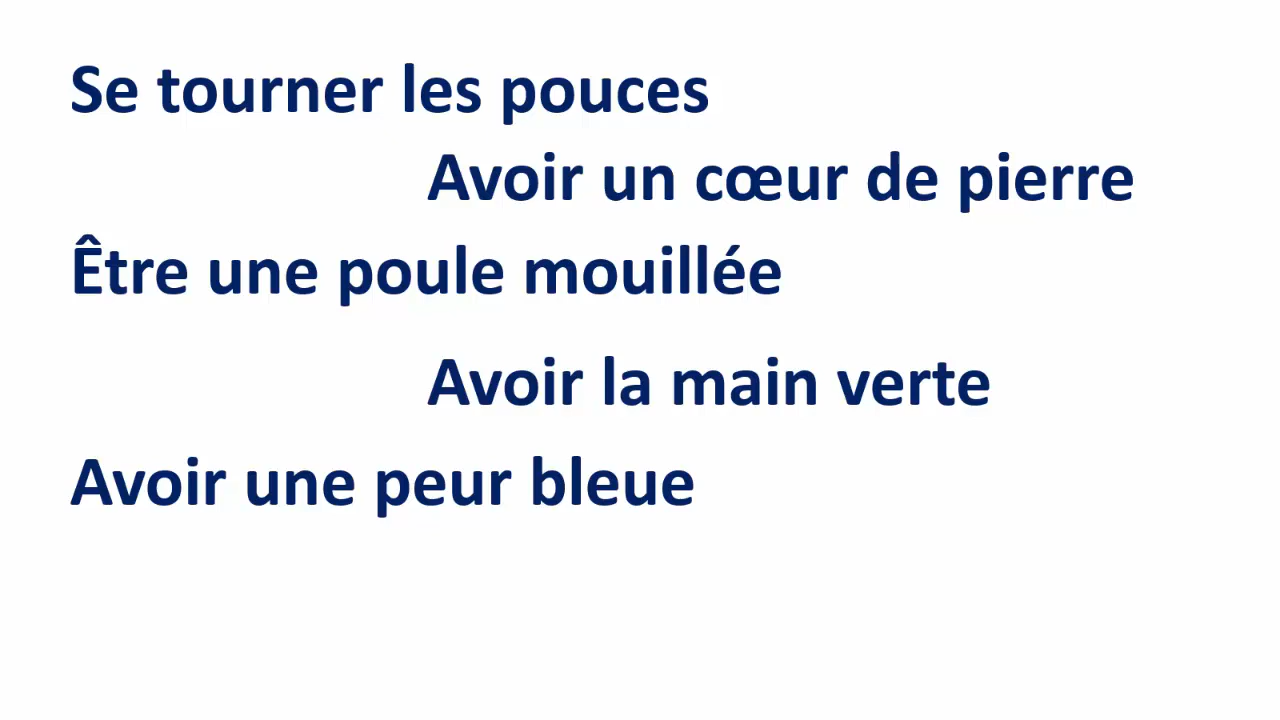 Se tourner les pouces
Avoir un cœur de pierre
Être une poule mouillée
Avoir la main verte
Avoir une peur bleue